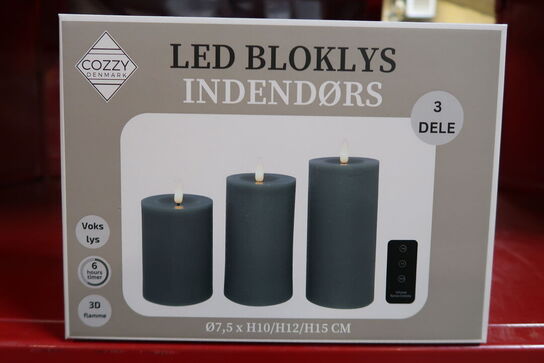 COZZY
DENMARK
LED BLOKLYS
INDENDØRS
3
DELE
Voks
lys
6
hours
timer
3D
flamme
Ø7,5 x H10/H12/H15 CM